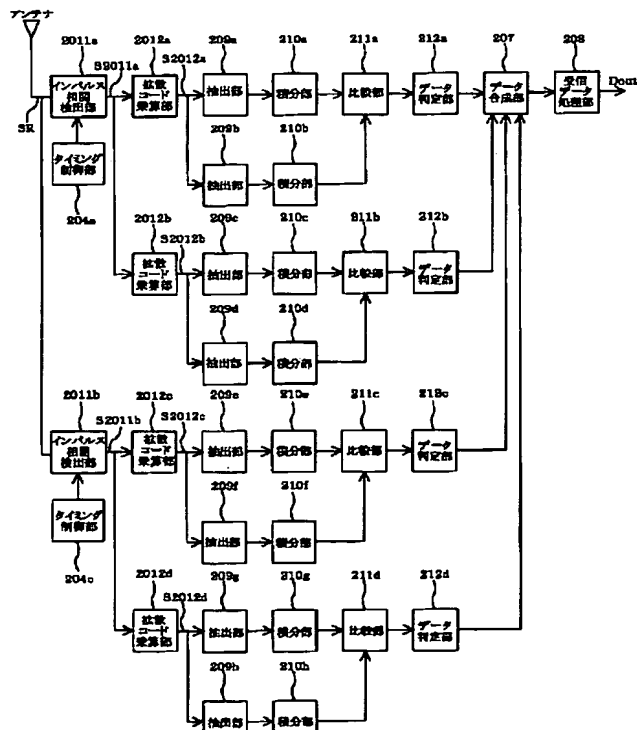 アンテナ
2011a
2012a
S2012a
209a
210a
211a
212a
207
208
S2011a
インパルス
相関
検出部
拡散
コード
乗算部
抽出部
積分部
比較部
データ
判定部
データ
合成部
受信
データ
処理部
Dout
SR
209b
210b
タイミング
制御部
抽出部
積分部
204a
2012b
S2012b
209c
210c
211b
212b
拡散
コード
乗算部
抽出部
積分部
比較部
データ
判定部
209d
210d
抽出部
積分部
2011b
S2011b
2012c
S2012c
209e
210e
211c
212c
インパルス
相関
検出部
拡散
コード
乗算部
抽出部
積分部
比較部
データ
判定部
209f
210f
タイミング
制御部
抽出部
積分部
204c
2012d
S2012d
209g
210g
211d
212d
拡散
コード
乗算部
抽出部
積分部
比較部
データ
判定部
209h
210h
抽出部
積分部